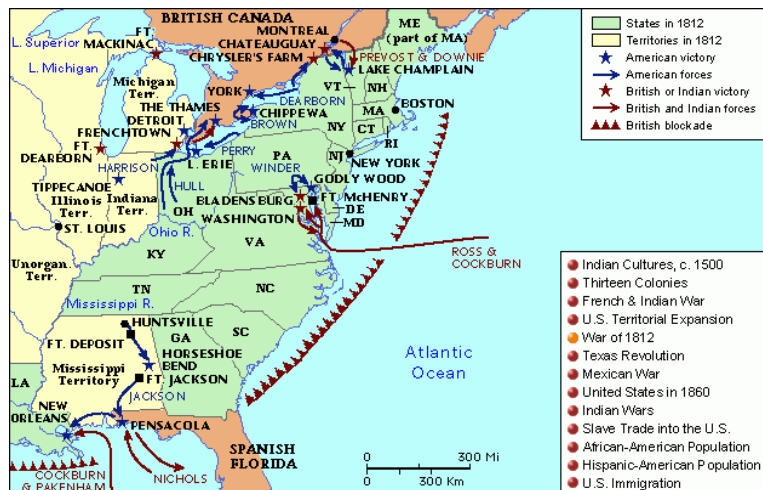 BRITISH CANADA
MONTREAL
CHATEAUGUAY
CHRYSLER'S FARM
ME
(part of MA)
PREVOST & DOWNIE
LAKE CHAMPLAIN
L. Superior
FT.
MACKINAC
L. Michigan
Michigan
Terr.
YORK
DEARBORN
VT
NH
BOSTON
THE THAMES
DETROIT
CHIPPEWA
BROWN
MA
NY
CT
RI
FRENCHTOWN
FT.
DEARBORN
HARRISON
L. ERIE
PERRY
PA
NJ
NEW YORK
WINDER
GODLY WOOD
HULL
TIPPECANOE
Illinois
Terr.
Indiana
Terr.
OH
BLADENSBURG
WASHINGTON
FT.
McHENRY
DE
MD
ST. LOUIS
Ohio R.
VA
KY
ROSS &
COCKBURN
Unorgan.
Terr.
TN
NC
Mississippi R.
HUNTSVILLE
FT. DEPOSIT
GA
SC
HORSESHOE
BEND
Mississippi
Territory
FT. JACKSON
JACKSON
LA
NEW
ORLEANS
PENSACOLA
Atlantic
Ocean
SPANISH
FLORIDA
NICHOLS
COCKBURN
& PAKENHAM
0
300 Mi
0
300 Km
States in 1812
Territories in 1812
American victory
American forces
British or Indian victory
British and Indian forces
British blockade
Indian Cultures, c. 1500
Thirteen Colonies
French & Indian War
U.S. Territorial Expansion
War of 1812
Texas Revolution
Mexican War
United States in 1860
Indian Wars
Slave Trade into the U.S.
African-American Population
Hispanic-American Population
U.S. Immigration